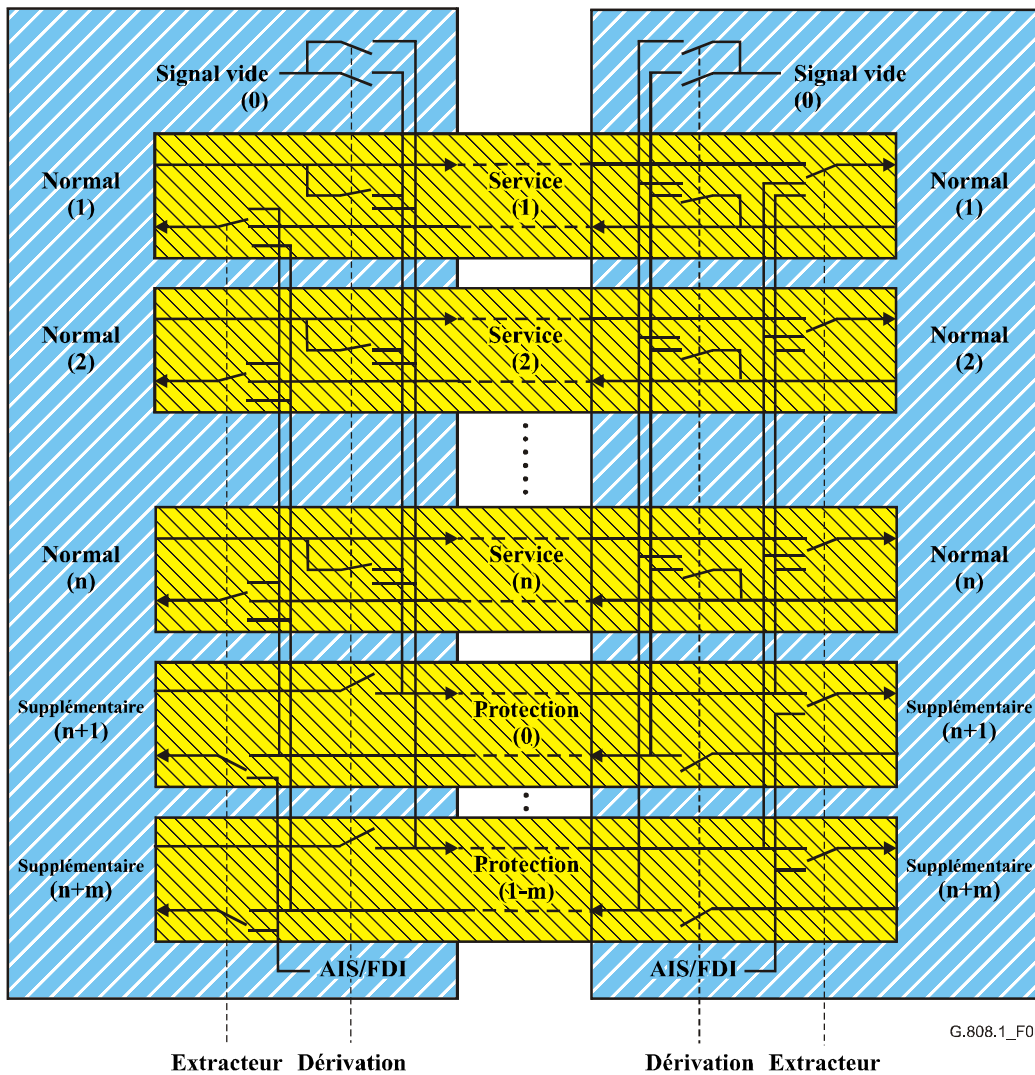 Signal vide
(0)
Signal vide
(0)
Normal
(1)
Service
(1)
Normal
(1)
Normal
(2)
Service
(2)
Normal
(2)
Normal
(n)
Service
(n)
Normal
(n)
Supplémentaire
(n+1)
Protection
(0)
Supplémentaire
(n+1)
Supplémentaire
(n+m)
Protection
(1-m)
Supplémentaire
(n+m)
AIS/FDI
AIS/FDI
G.808.1_F0
Extracteur
Dérivation
Dérivation
Extracteur